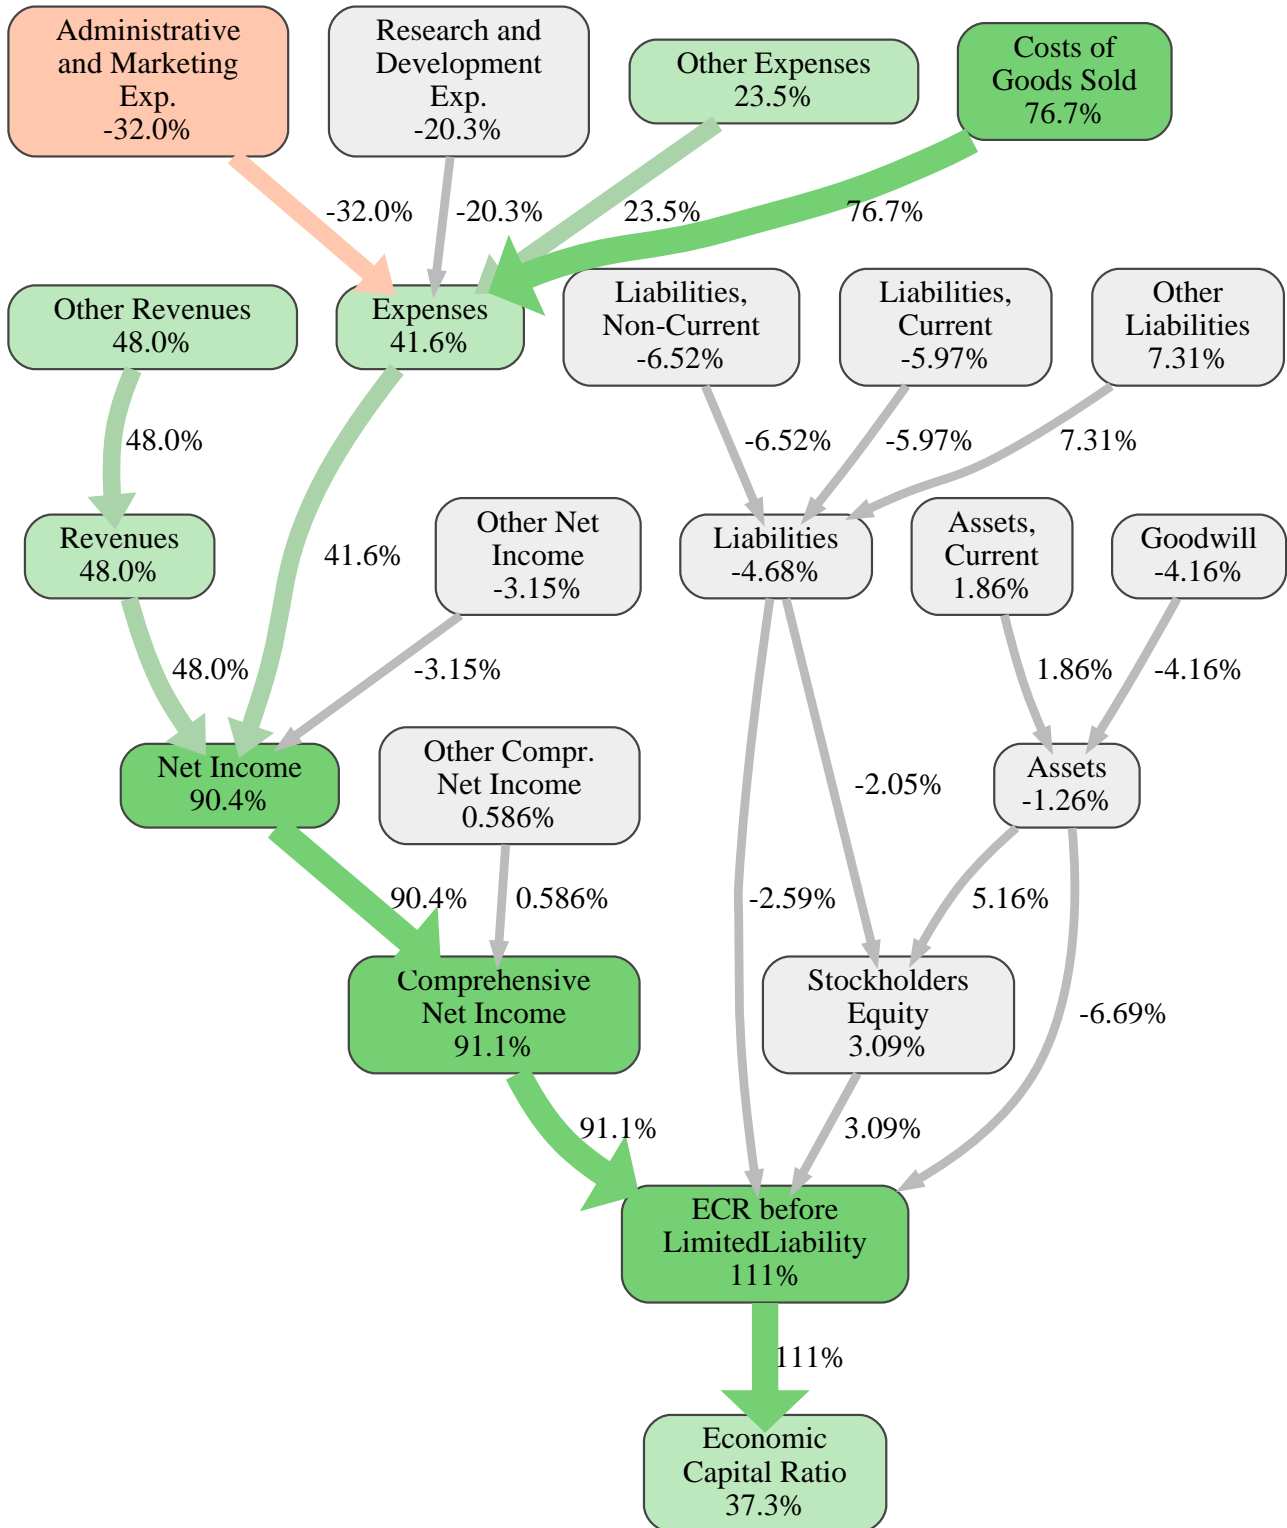 Administrative
and Marketing
Exp.
-32.0%
Research and
Development
Exp.
-20.3%
Other Expenses
23.5%
Costs of
Goods Sold
76.7%
-32.0%
-20.3%
23.5%
76.7%
Other Revenues
48.0%
Expenses
41.6%
Liabilities,
Non-Current
-6.52%
Liabilities,
Current
-5.97%
Other
Liabilities
7.31%
48.0%
-6.52%
-5.97%
7.31%
Revenues
48.0%
41.6%
Other Net
Income
-3.15%
Liabilities
-4.68%
Assets,
Current
1.86%
Goodwill
-4.16%
48.0%
-3.15%
1.86%
-4.16%
Net Income
90.4%
Other Compr.
Net Income
0.586%
-2.05%
Assets
-1.26%
90.4%
0.586%
-2.59%
5.16%
Comprehensive
Net Income
91.1%
Stockholders
Equity
3.09%
-6.69%
91.1%
3.09%
ECR before
LimitedLiability
111%
111%
Economic
Capital Ratio
37.3%